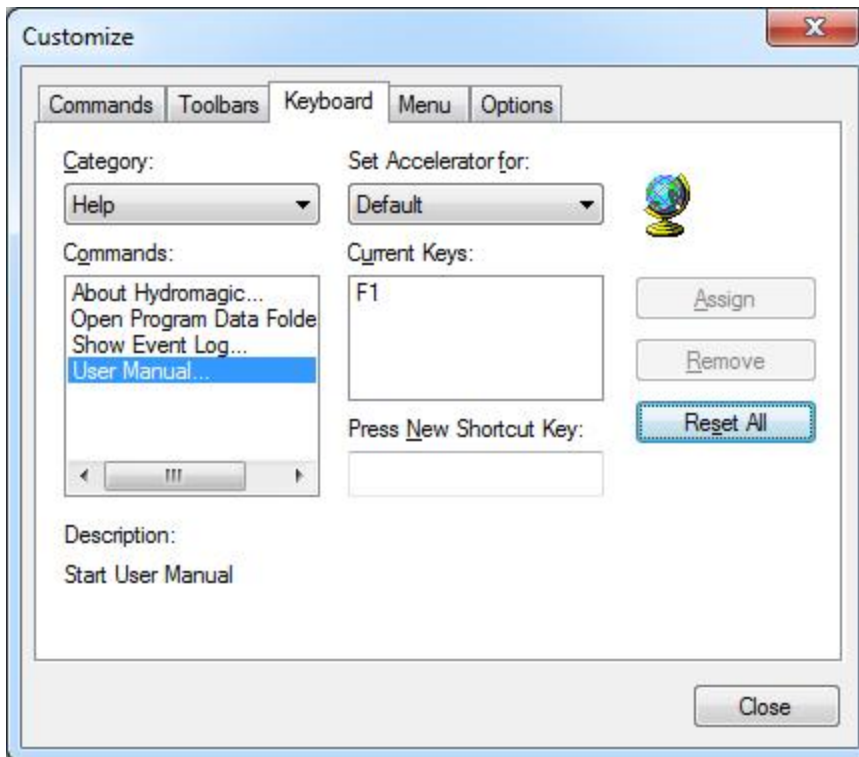 Customize
Commands Toolbars Keyboard Menu Options
Category:
Set Accelerator for:
Help
Default
Commands:
Current Keys:
About Hydromagic...
Open Program Data Folde
Show Event Log...
User Manual...
F1
Assign
Remove
Reset All
Press New Shortcut Key:
Description:
Start User Manual
Close